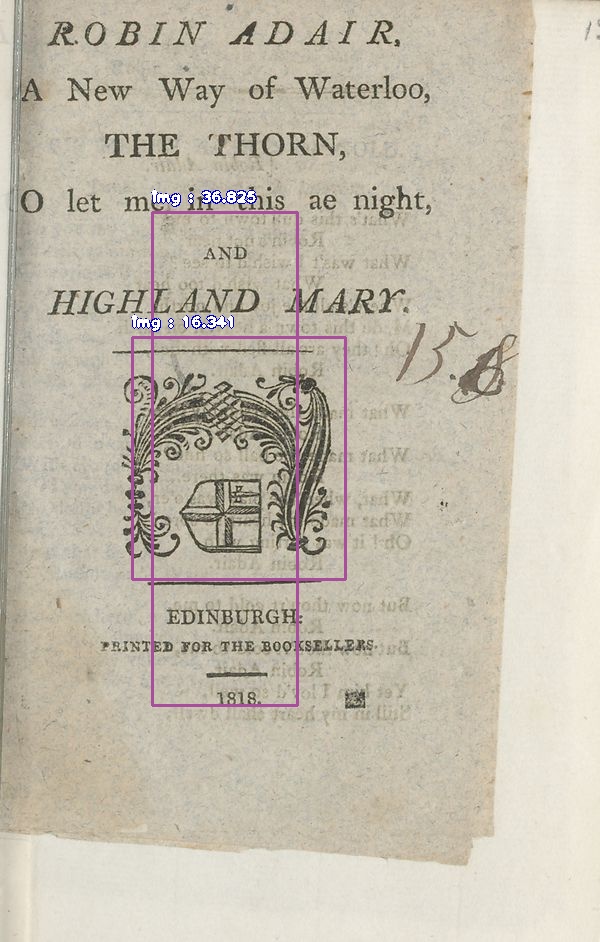 ROBIN ADAIR,
A New Way of Waterloo,
THE THORN,
O let me in this ae night,
img : 36.825
AND
HIGHLAND MARY.
img : 16.341
15.
EDINBURGH:
PRINTED FOR THE BOOKSELLERS.
1818.